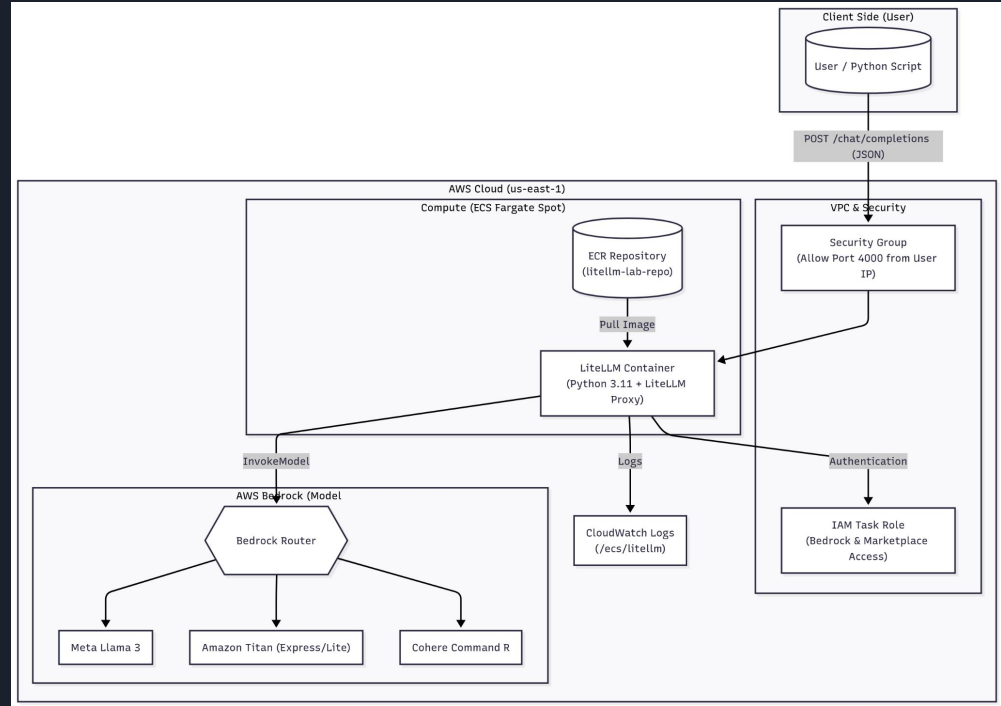 Client Side (User)
User / Python Script
POST /chat/completions
(JSON)
AWS Cloud (us-east-1)
Compute (ECS Fargate Spot)
VPC & Security
ECR Repository
(litellm-lab-repo)
Security Group
(Allow Port 4000 from User
IP)
Pull Image
LiteLLM Container
(Python 3.11 + LiteLLM
Proxy)
InvokeModel
Logs
Authentication
AWS Bedrock (Model
Bedrock Router
CloudWatch Logs
(/ecs/litellm)
IAM Task Role
(Bedrock & Marketplace
Access)
Meta Llama 3
Amazon Titan (Express/Lite)
Cohere Command R